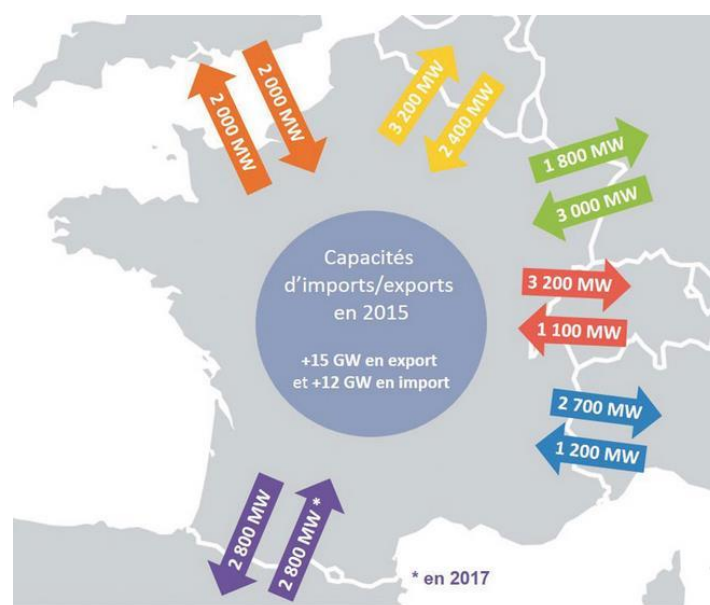 2 000 MW
2 000 MW
3 200 MW
2 400 MW
1 800 MW
3 000 MW
Capacités
d'imports/exports
en 2015
+15 GW en export
et +12 GW en import
3 200 MW
1 100 MW
2 700 MW
1 200 MW
2 800 MW
2 800 MW *
* en 2017